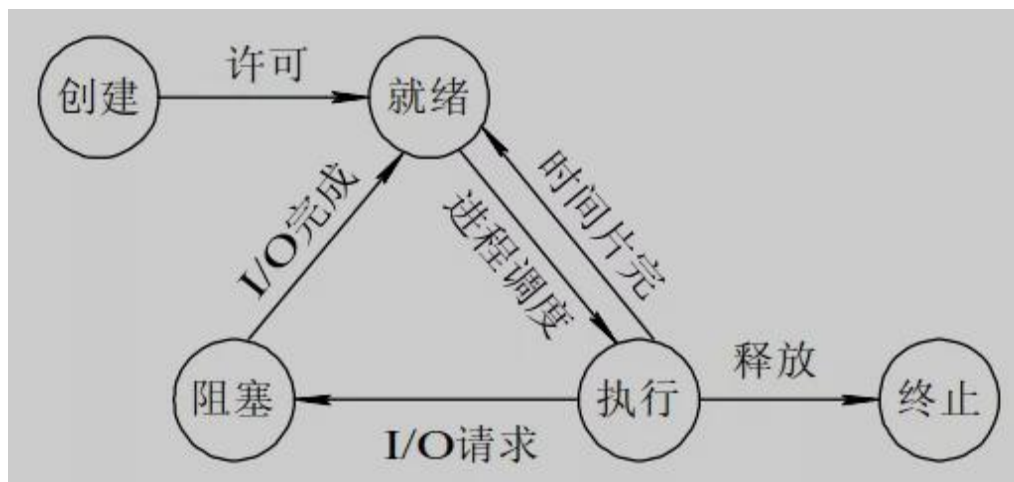 许可
创建
就绪
I/O完成
进程调度
时间片完
阻塞
I/O请求
执行
释放
终止